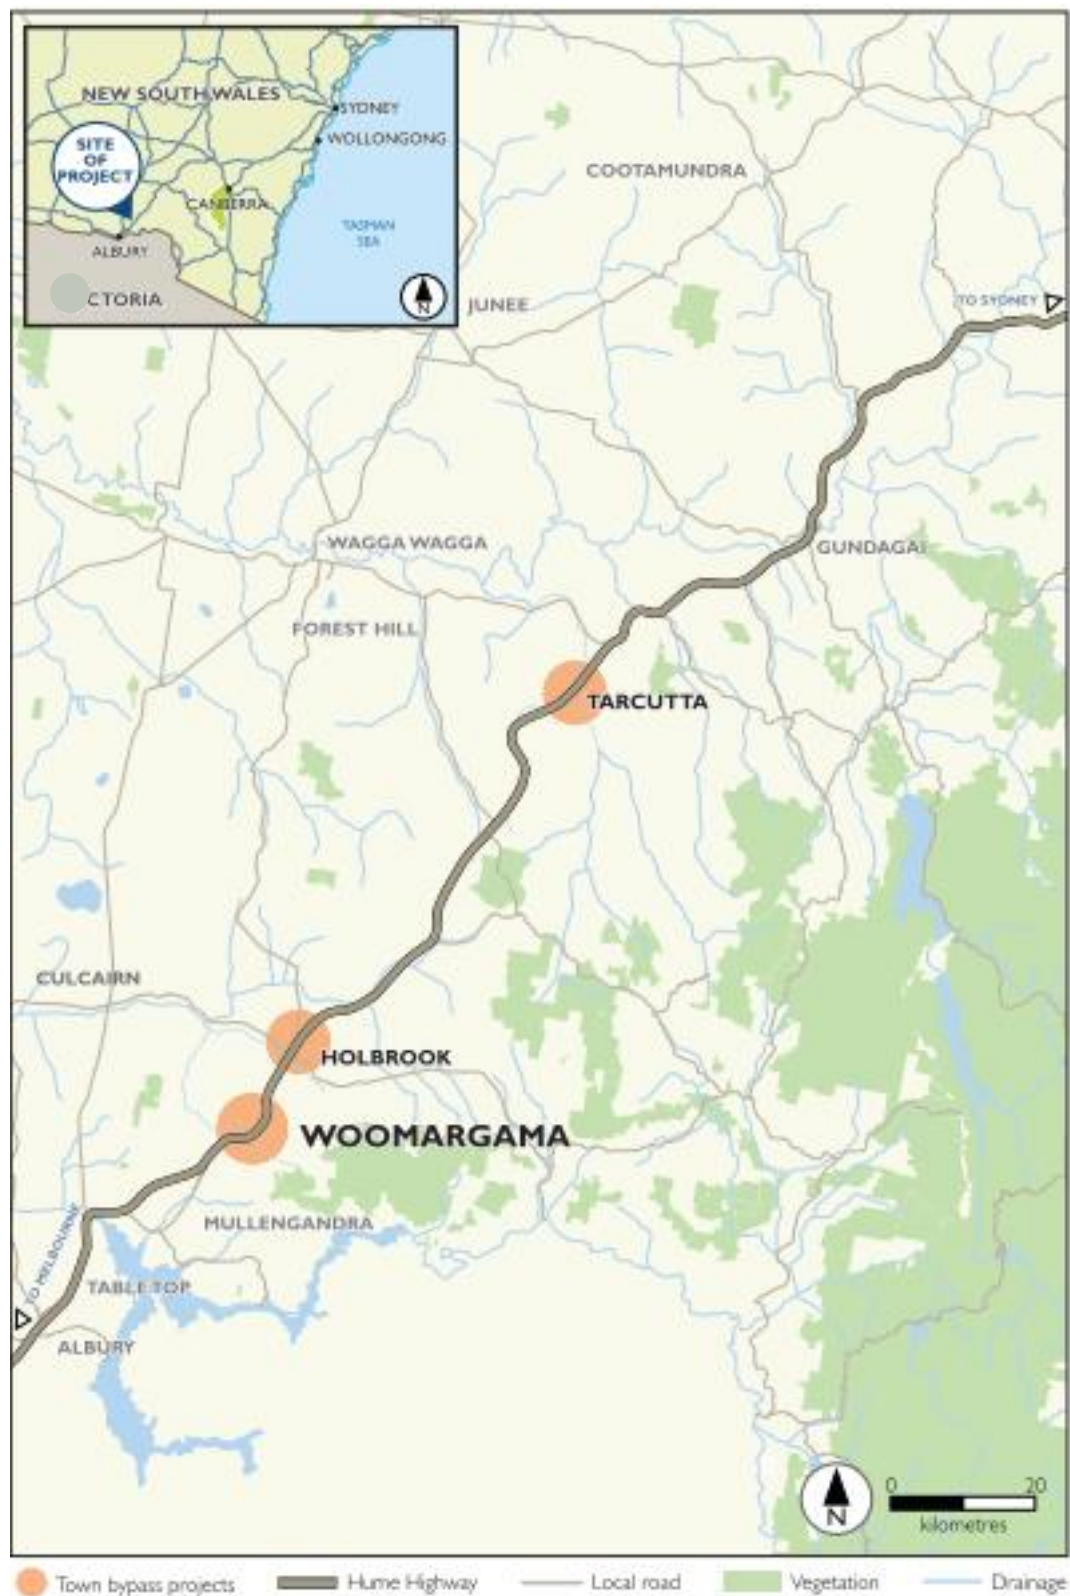 NEW SOUTH WALES
SYDNEY
WOLLONGONG
SITE
OF
PROJECT
CANBERRA
TASMAN
SEA
ALBURY
CTORIA
N
COOTAMUNDRA
JUNEE
TO SYDNEY
WAGGA WAGGA
GUNDAGAI
FOREST HILL
TARCUTTA
CULCAIRN
HOLBROOK
WOOMARGAMA
MULLENGANDRA
TO MELBOURNE
TABLE TOP
ALBURY
N
0 20
kilometres
Town bypass projects Hume Highway Local road Vegetation Drainage